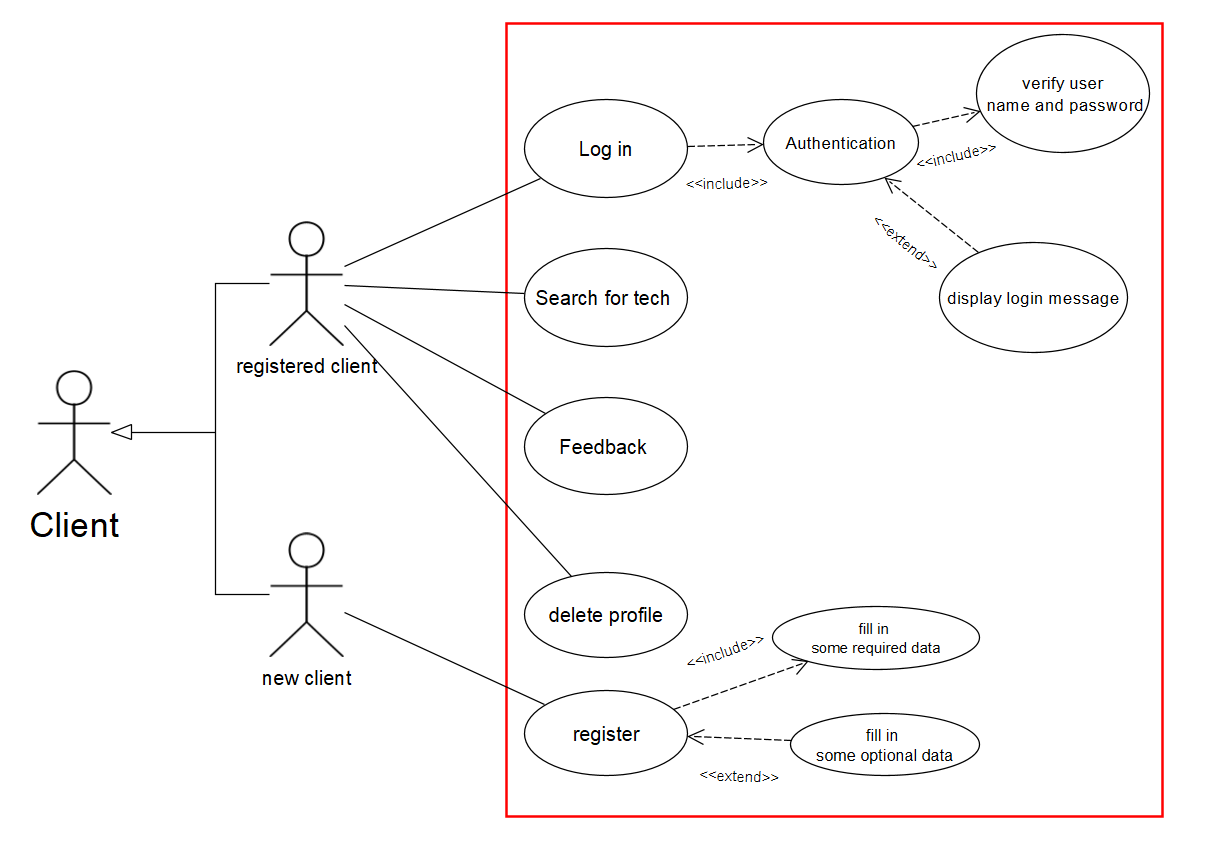 verify user
name and password
Log in
Authentication
<<include>>
<<include>>
<<extend>>
Search for tech
display login message
registered client
Feedback
Client
delete profile
fill in
some required data
<<include>>
new client
register
fill in
some optional data
<<extend>>